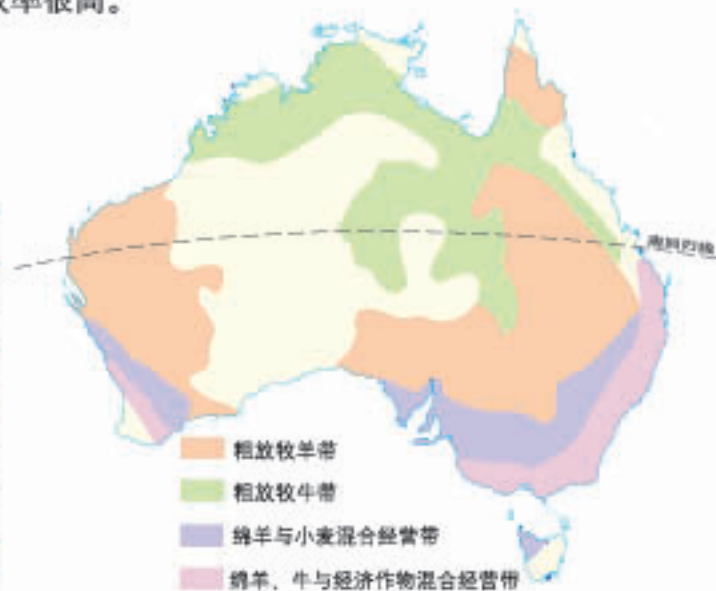 效率很高。
南回归线
粗放牧羊带
粗放牧牛带
绵羊与小麦混合经营带
绵羊、牛与经济作物混合经营带